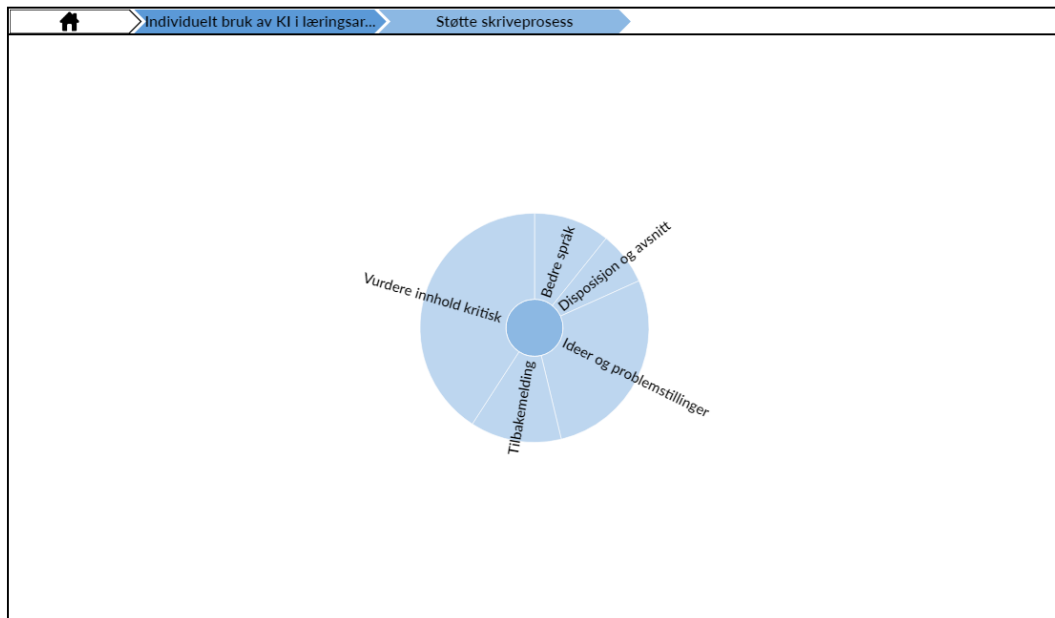 Individuelt bruk av KI i læringsar...
Støtte skriveprosess
Bedre språk
Disposisjon og avsnitt
Ideer og problemstillinger
Tilbakemelding
Vurdere innhold kritisk